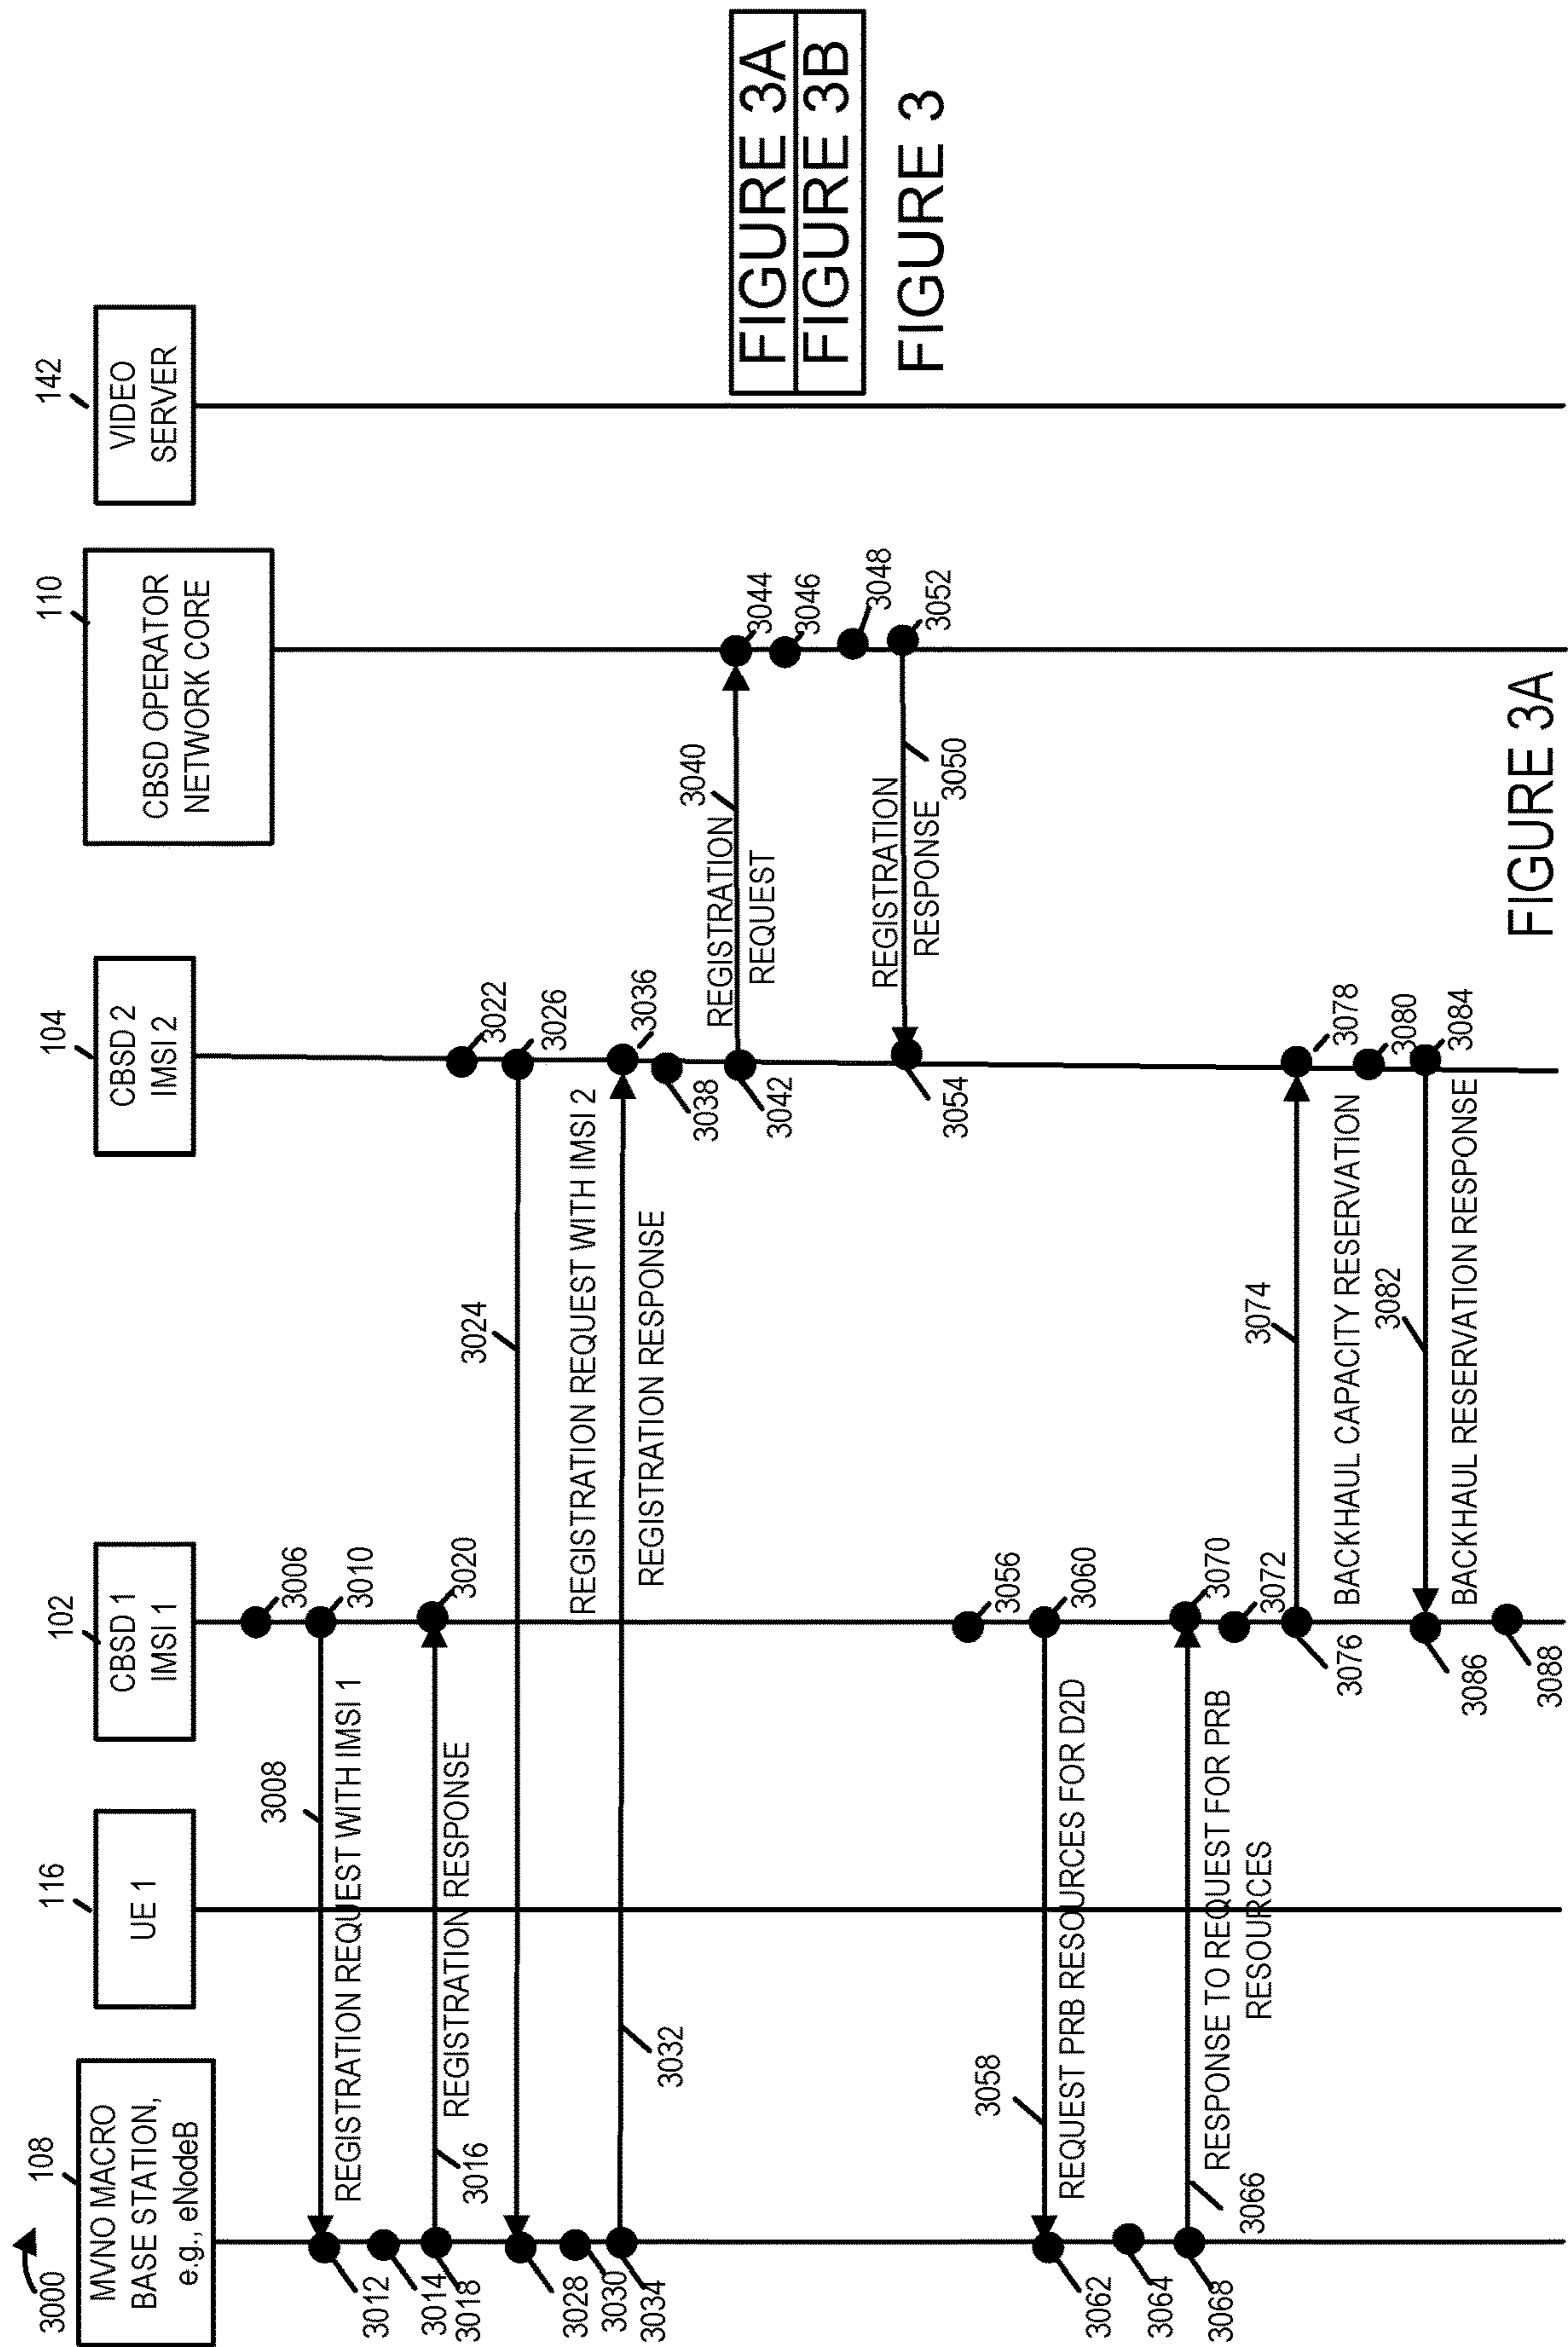 3000
108
MVNO MACRO
BASE STATION,
e.g., eNodeB
116
UE 1
102
CBSD 1
IMSI 1
104
CBSD 2
IMSI 2
110
CBSD OPERATOR
NETWORK CORE
142
VIDEO
SERVER
3006
3008
3010
3012
REGISTRATION REQUEST WITH IMSI 1
3014
3016
3018
3020
REGISTRATION RESPONSE
3022
3024
3026
3028
REGISTRATION REQUEST WITH IMSI 2
3030
3032
3034
3036
REGISTRATION RESPONSE
3038
3040
3042
3044
REGISTRATION
REQUEST
3046
3048
3050
3052
3054
REGISTRATION
RESPONSE
3056
3058
3060
3062
REQUEST PRB RESOURCES FOR D2D
3064
3066
3068
3070
RESPONSE TO REQUEST FOR PRB
RESOURCES
3072
3074
3076
3078
BACKHAUL CAPACITY RESERVATION
3080
3082
3084
3086
BACKHAUL RESERVATION RESPONSE
3088
FIGURE 3A
FIGURE 3B
FIGURE 3
FIGURE 3A